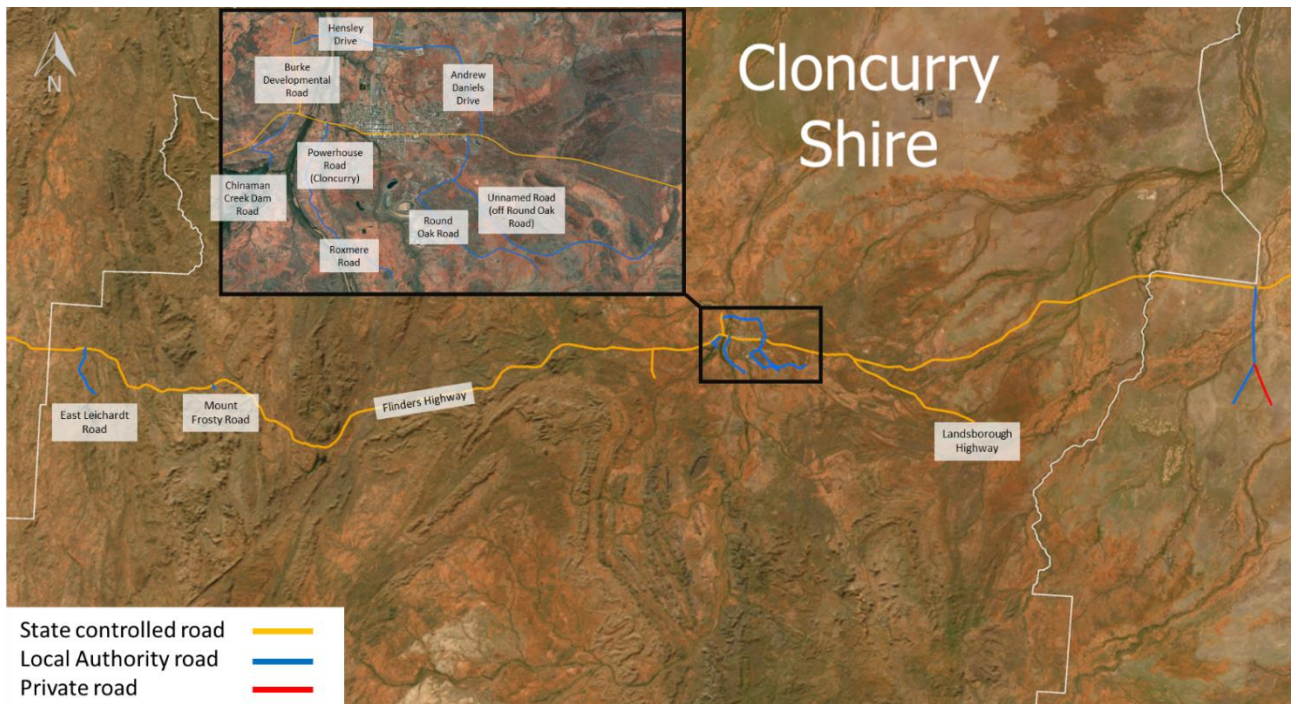 N
Hensley
Drive
Burke
Developmental
Road
Andrew
Daniels
Drive
Powerhouse
Road
(Cloncurry)
Chinaman
Creek Dam
Road
Unnamed Road
(off Round Oak
Road)
Round
Oak Road
Roxmere
Road
Cloncurry
Shire
East Leichardt
Road
Mount
Frosty Road
Flinders Highway
Landsborough
Highway
State controlled road
Local Authority road
Private road